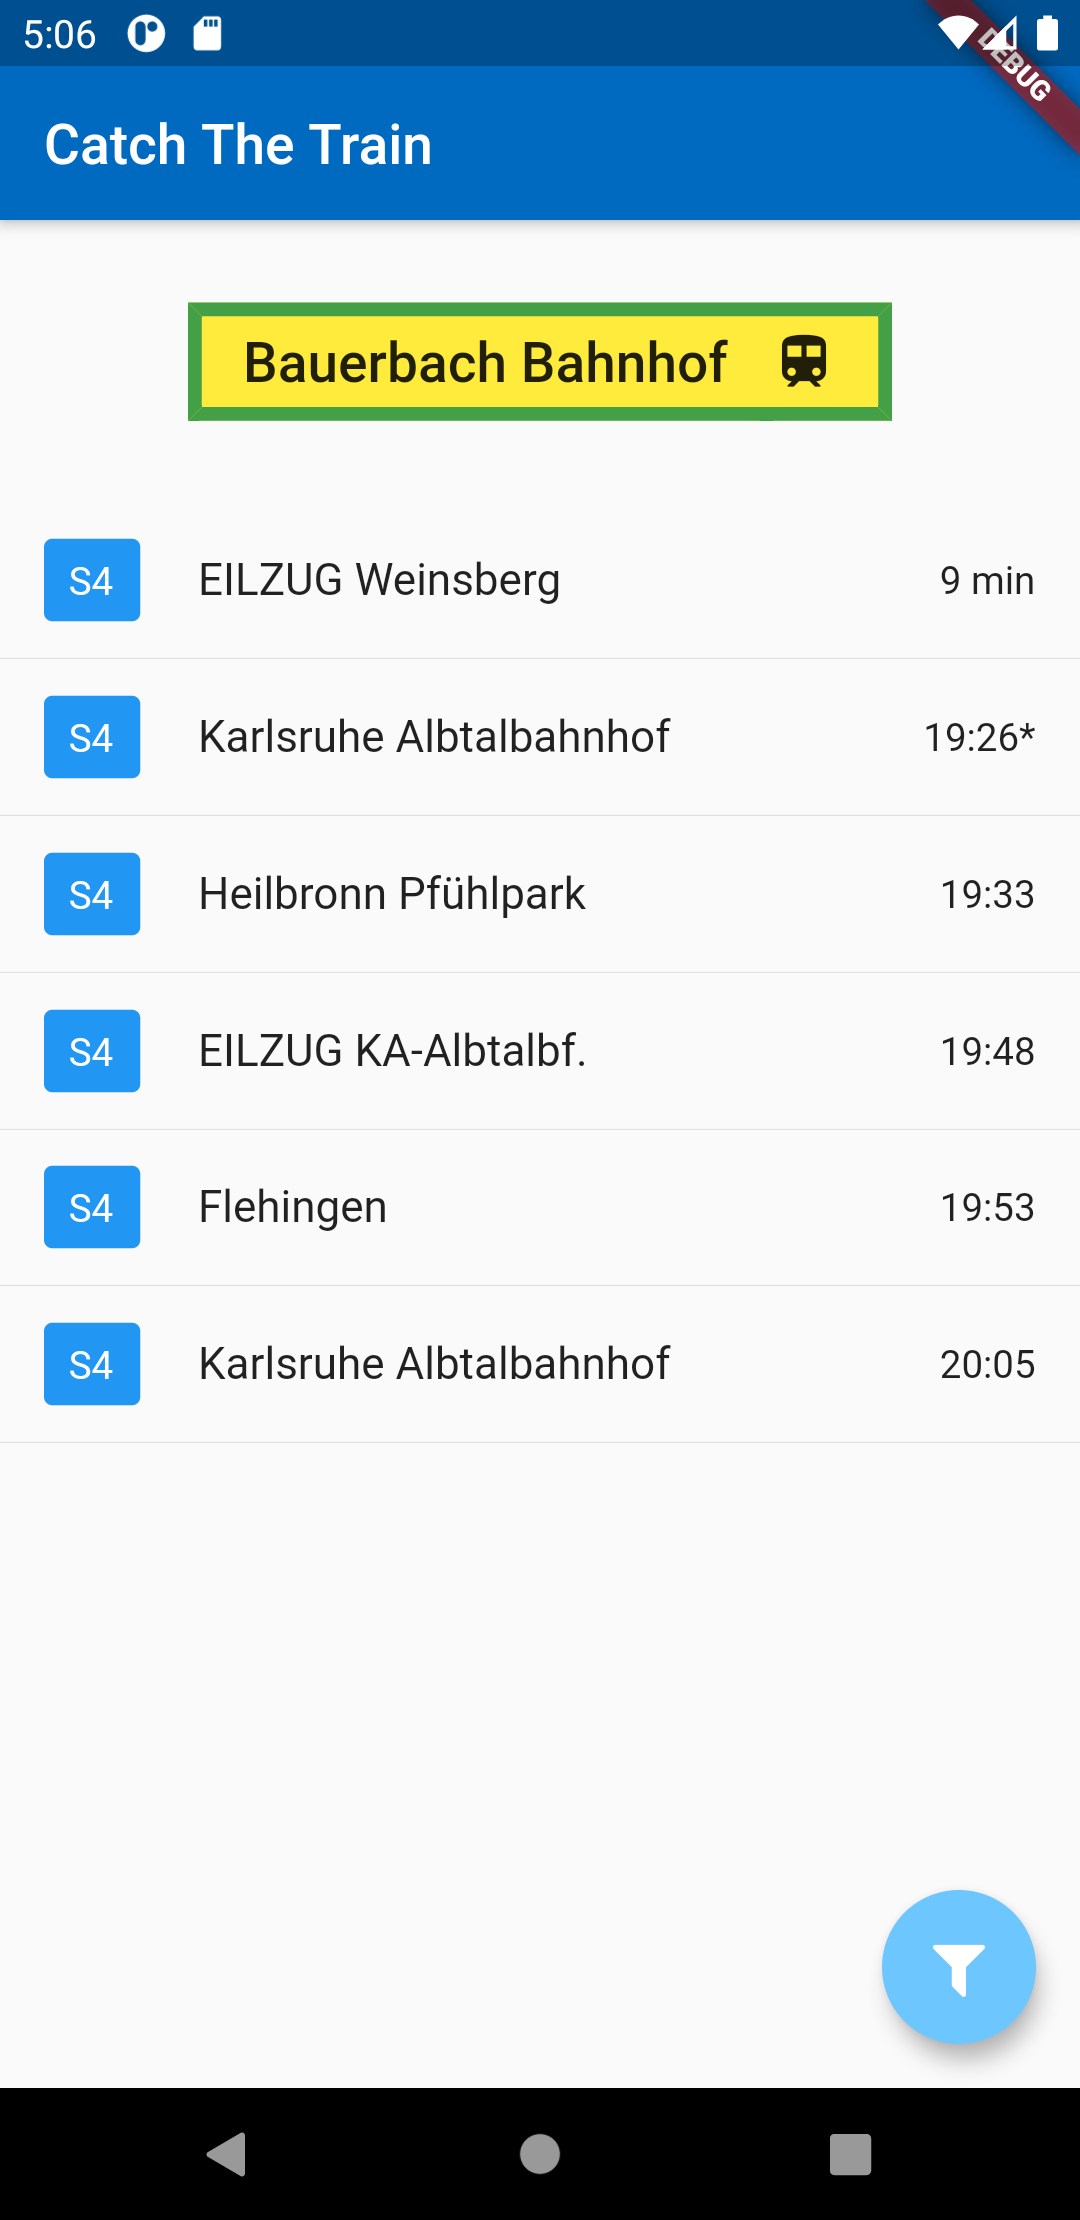 5:06
DEBUG
Catch The Train
Bauerbach Bahnhof
S4 EILZUG Weinsberg 9 min
S4 Karlsruhe Albtalbahnhof 19:26*
S4 Heilbronn Pfühlpark 19:33
S4 EILZUG KA-Albtalbf. 19:48
S4 Flehingen 19:53
S4 Karlsruhe Albtalbahnhof 20:05